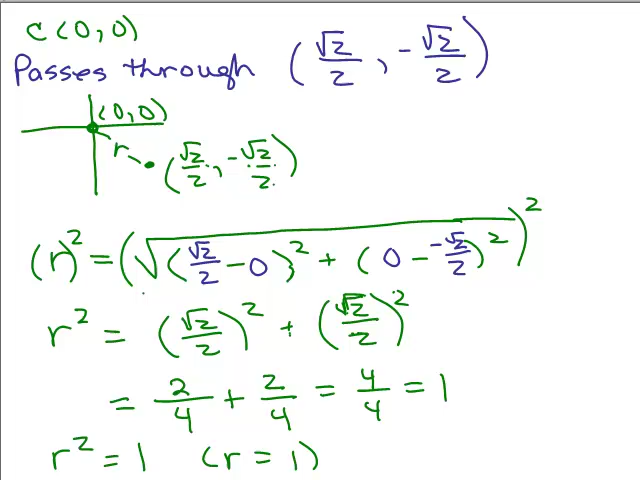 C (0,0)
Passes through (√2/2, -√2/2)
(0,0)
r (√2/2, -√2/2)
(r)² = (√((√2/2 - 0)² + (0 - -√2/2)²))²
r² = (√2/2)² + (√2/2)²
= 2/4 + 2/4 = 4/4 = 1
r² = 1 (r = 1)